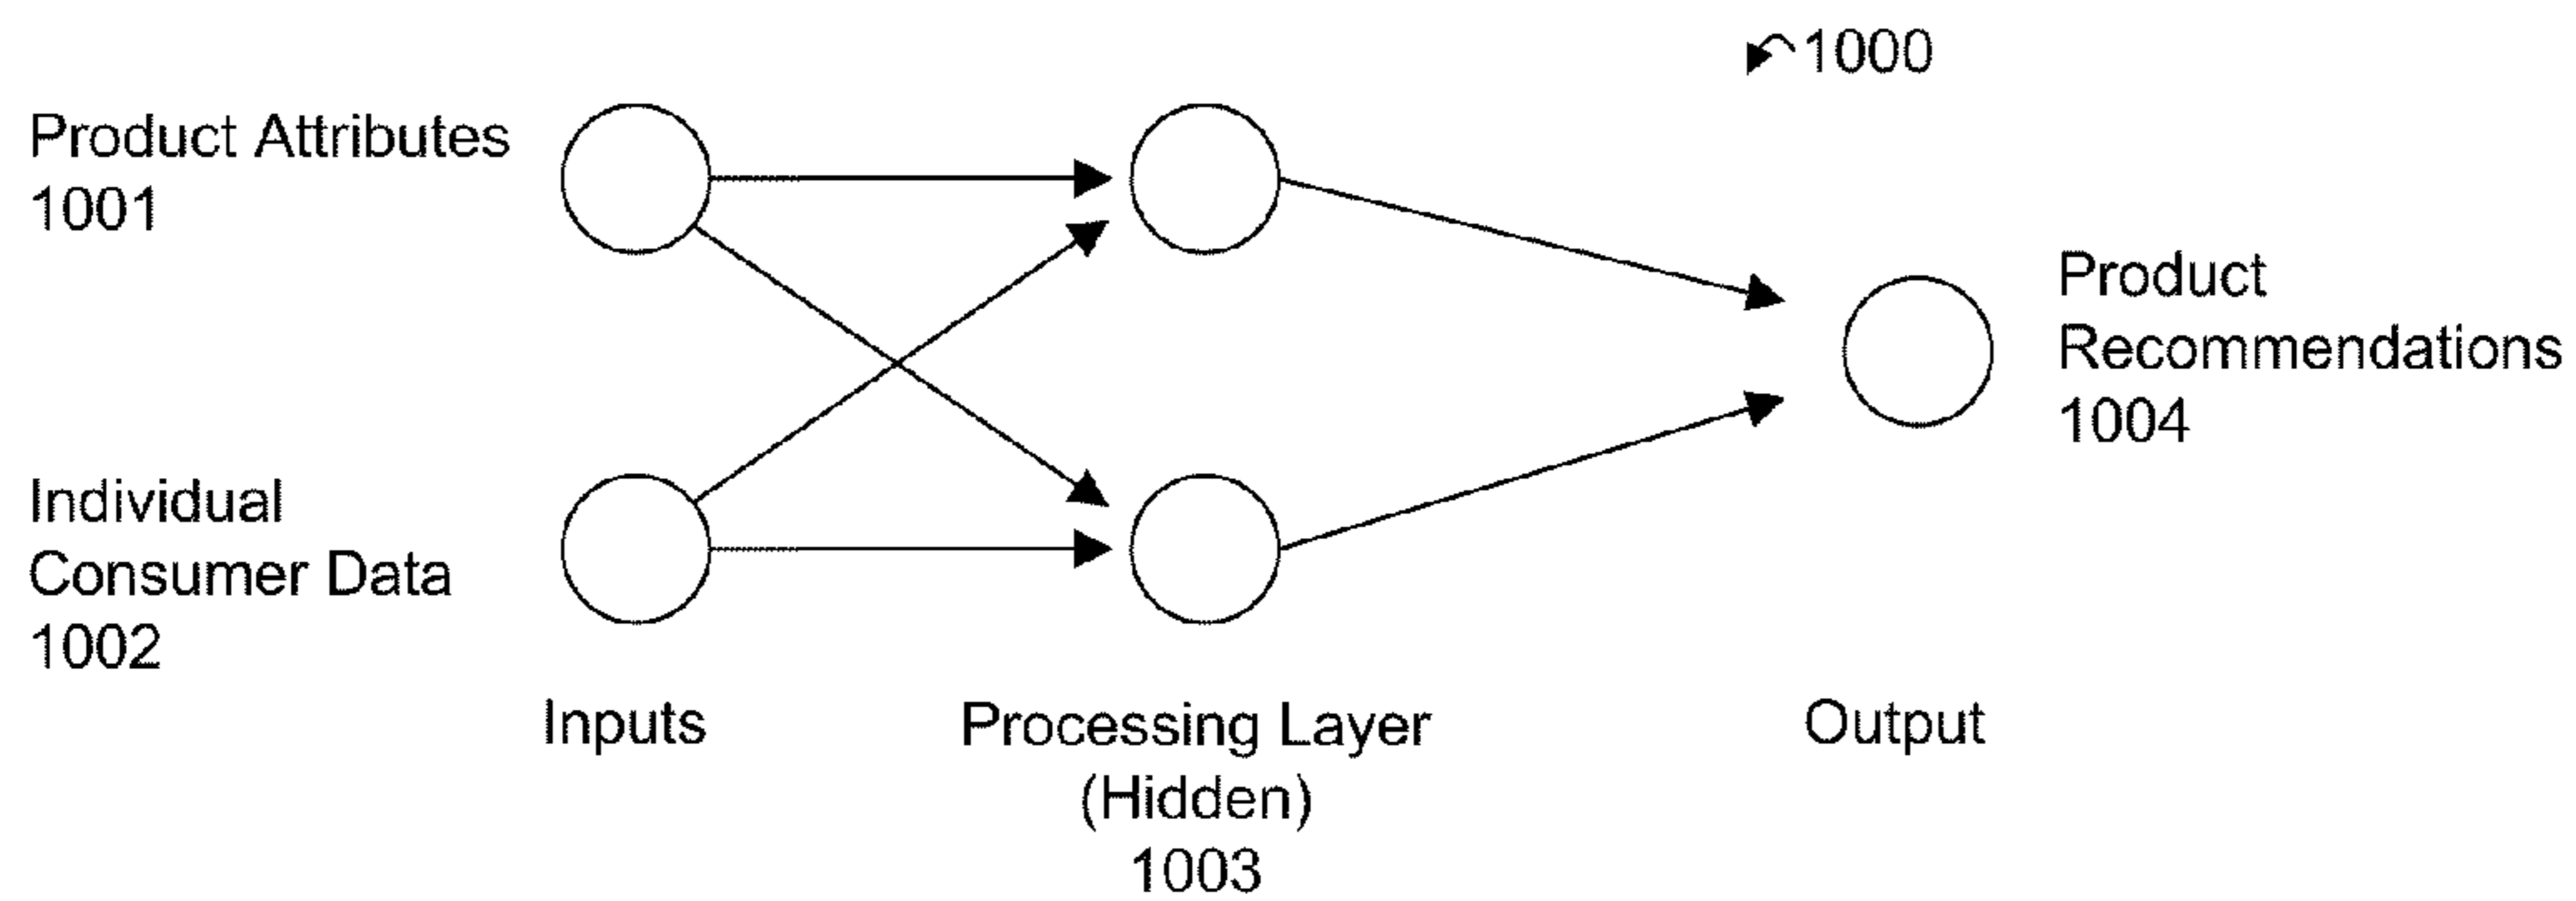 1000
Product Attributes
1001
Product
Recommendations
1004
Individual
Consumer Data
1002
Inputs
Processing Layer
(Hidden)
1003
Output